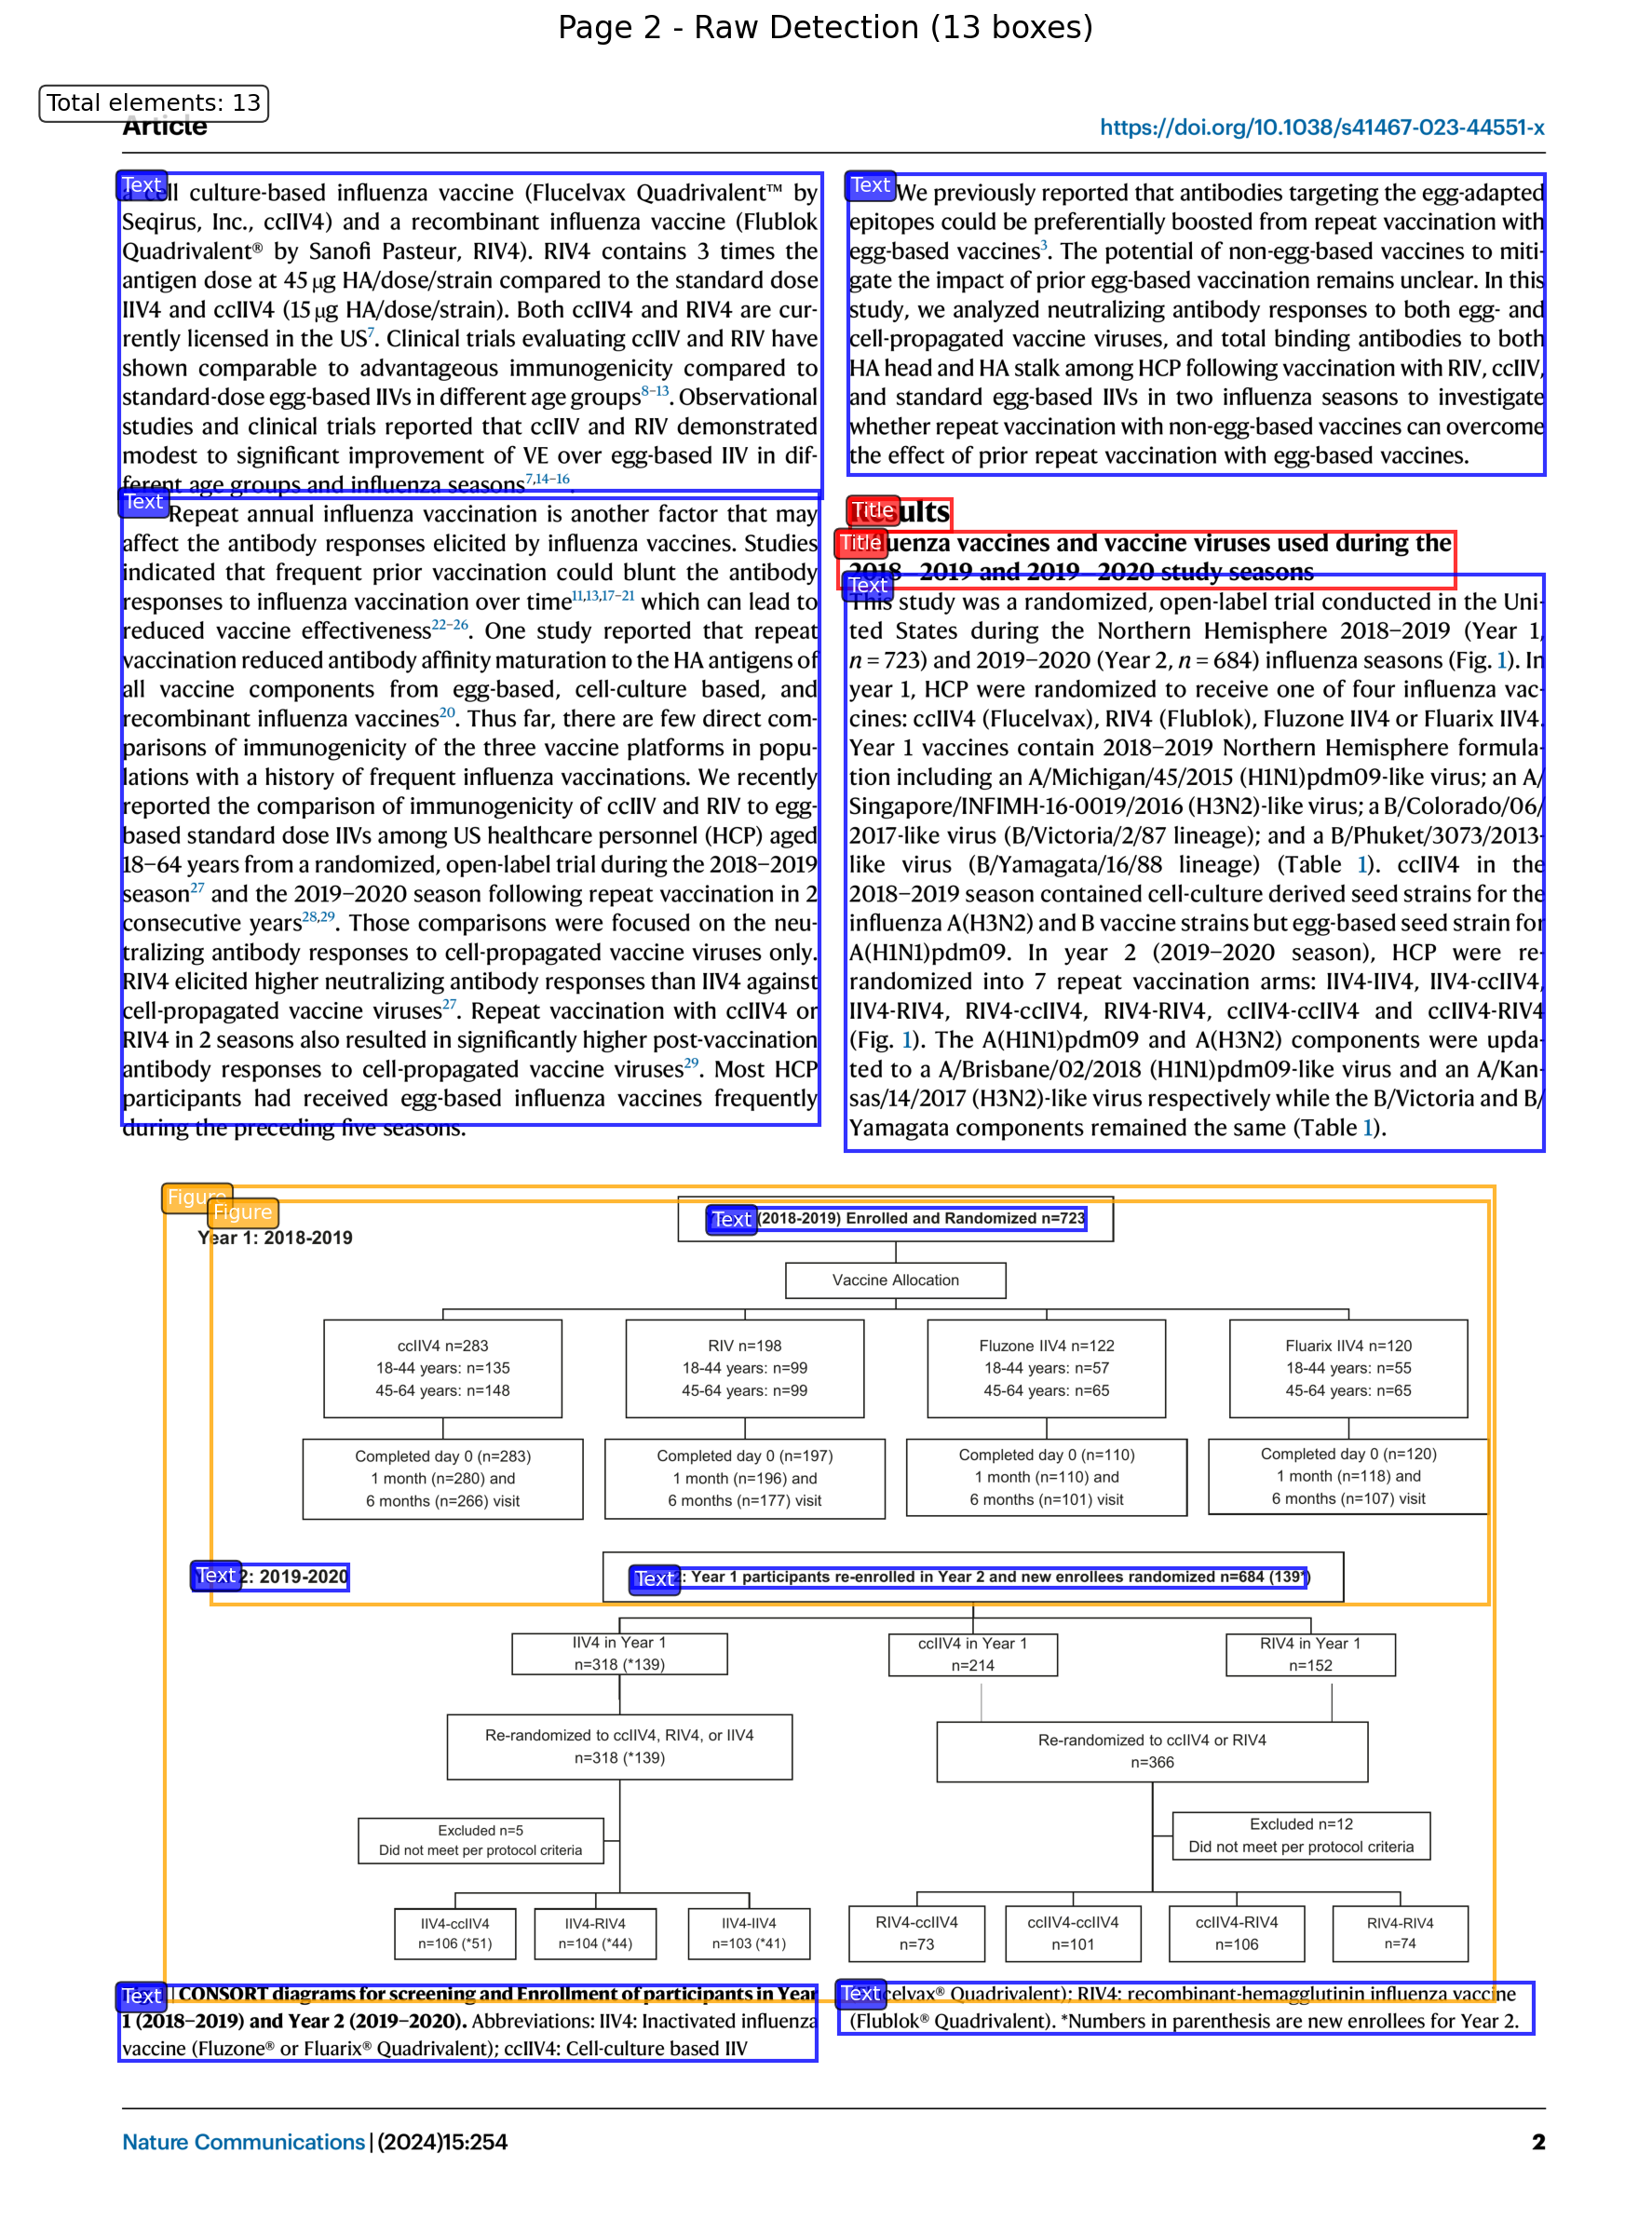 Page 2 - Raw Detection (13 boxes)
Total elements: 13
Article
https://doi.org/10.1038/s41467-023-44551-x
Text
a cell culture-based influenza vaccine (Flucelvax Quadrivalent™ by
Seqirus, Inc., ccIIV4) and a recombinant influenza vaccine (Flublok
Quadrivalent® by Sanofi Pasteur, RIV4). RIV4 contains 3 times the
antigen dose at 45 µg HA/dose/strain compared to the standard dose
IIV4 and ccIIV4 (15 µg HA/dose/strain). Both ccIIV4 and RIV4 are cur-
rently licensed in the US7. Clinical trials evaluating ccIIV and RIV have
shown comparable to advantageous immunogenicity compared to
standard-dose egg-based IIVs in different age groups8–13. Observational
studies and clinical trials reported that ccIIV and RIV demonstrated
modest to significant improvement of VE over egg-based IIV in dif-
ferent age groups and influenza seasons7,14–16.
Text
Repeat annual influenza vaccination is another factor that may
affect the antibody responses elicited by influenza vaccines. Studies
indicated that frequent prior vaccination could blunt the antibody
responses to influenza vaccination over time11,13,17–21 which can lead to
reduced vaccine effectiveness22–26. One study reported that repeat
vaccination reduced antibody affinity maturation to the HA antigens of
all vaccine components from egg-based, cell-culture based, and
recombinant influenza vaccines20. Thus far, there are few direct com-
parisons of immunogenicity of the three vaccine platforms in popu-
lations with a history of frequent influenza vaccinations. We recently
reported the comparison of immunogenicity of ccIIV and RIV to egg-
based standard dose IIVs among US healthcare personnel (HCP) aged
18–64 years from a randomized, open-label trial during the 2018–2019
season27 and the 2019–2020 season following repeat vaccination in 2
consecutive years28,29. Those comparisons were focused on the neu-
tralizing antibody responses to cell-propagated vaccine viruses only.
RIV4 elicited higher neutralizing antibody responses than IIV4 against
cell-propagated vaccine viruses27. Repeat vaccination with ccIIV4 or
RIV4 in 2 seasons also resulted in significantly higher post-vaccination
antibody responses to cell-propagated vaccine viruses29. Most HCP
participants had received egg-based influenza vaccines frequently
during the preceding five seasons.
Text
We previously reported that antibodies targeting the egg-adapted
epitopes could be preferentially boosted from repeat vaccination with
egg-based vaccines3. The potential of non-egg-based vaccines to miti-
gate the impact of prior egg-based vaccination remains unclear. In this
study, we analyzed neutralizing antibody responses to both egg- and
cell-propagated vaccine viruses, and total binding antibodies to both
HA head and HA stalk among HCP following vaccination with RIV, ccIIV,
and standard egg-based IIVs in two influenza seasons to investigate
whether repeat vaccination with non-egg-based vaccines can overcome
the effect of prior repeat vaccination with egg-based vaccines.
Title
Results
Title
Influenza vaccines and vaccine viruses used during the
2018–2019 and 2019–2020 study seasons
Text
This study was a randomized, open-label trial conducted in the Uni-
ted States during the Northern Hemisphere 2018–2019 (Year 1,
n = 723) and 2019–2020 (Year 2, n = 684) influenza seasons (Fig. 1). In
year 1, HCP were randomized to receive one of four influenza vac-
cines: ccIIV4 (Flucelvax), RIV4 (Flublok), Fluzone IIV4 or Fluarix IIV4.
Year 1 vaccines contain 2018–2019 Northern Hemisphere formula-
tion including an A/Michigan/45/2015 (H1N1)pdm09-like virus; an A/
Singapore/INFIMH-16-0019/2016 (H3N2)-like virus; a B/Colorado/06/
2017-like virus (B/Victoria/2/87 lineage); and a B/Phuket/3073/2013-
like virus (B/Yamagata/16/88 lineage) (Table 1). ccIIV4 in the
2018–2019 season contained cell-culture derived seed strains for the
influenza A(H3N2) and B vaccine strains but egg-based seed strain for
A(H1N1)pdm09. In year 2 (2019–2020 season), HCP were re-
randomized into 7 repeat vaccination arms: IIV4-IIV4, IIV4-ccIIV4,
IIV4-RIV4, RIV4-ccIIV4, RIV4-RIV4, ccIIV4-ccIIV4 and ccIIV4-RIV4
(Fig. 1). The A(H1N1)pdm09 and A(H3N2) components were upda-
ted to a A/Brisbane/02/2018 (H1N1)pdm09-like virus and an A/Kan-
sas/14/2017 (H3N2)-like virus respectively while the B/Victoria and B/
Yamagata components remained the same (Table 1).
Figure
Figure
Text
(2018-2019) Enrolled and Randomized n=723
Year 1: 2018-2019
Vaccine Allocation
ccIIV4 n=283
18-44 years: n=135
45-64 years: n=148
RIV n=198
18-44 years: n=99
45-64 years: n=99
Fluzone IIV4 n=122
18-44 years: n=57
45-64 years: n=65
Fluarix IIV4 n=120
18-44 years: n=55
45-64 years: n=65
Completed day 0 (n=283)
1 month (n=280) and
6 months (n=266) visit
Completed day 0 (n=197)
1 month (n=196) and
6 months (n=177) visit
Completed day 0 (n=110)
1 month (n=110) and
6 months (n=101) visit
Completed day 0 (n=120)
1 month (n=118) and
6 months (n=107) visit
Text
2: 2019-2020
Text
2: Year 1 participants re-enrolled in Year 2 and new enrollees randomized n=684 (139*)
IIV4 in Year 1
n=318 (*139)
ccIIV4 in Year 1
n=214
RIV4 in Year 1
n=152
Re-randomized to ccIIV4, RIV4, or IIV4
n=318 (*139)
Re-randomized to ccIIV4 or RIV4
n=366
Excluded n=5
Did not meet per protocol criteria
Excluded n=12
Did not meet per protocol criteria
IIV4-ccIIV4
n=106 (*51)
IIV4-RIV4
n=104 (*44)
IIV4-IIV4
n=103 (*41)
RIV4-ccIIV4
n=73
ccIIV4-ccIIV4
n=101
ccIIV4-RIV4
n=106
RIV4-RIV4
n=74
Text
| CONSORT diagrams for screening and Enrollment of participants in Year
1 (2018–2019) and Year 2 (2019–2020). Abbreviations: IIV4: Inactivated influenza
vaccine (Fluzone® or Fluarix® Quadrivalent); ccIIV4: Cell-culture based IIV
Text
(Flucelvax® Quadrivalent); RIV4: recombinant-hemagglutinin influenza vaccine
(Flublok® Quadrivalent). *Numbers in parenthesis are new enrollees for Year 2.
Nature Communications | (2024)15:254
2